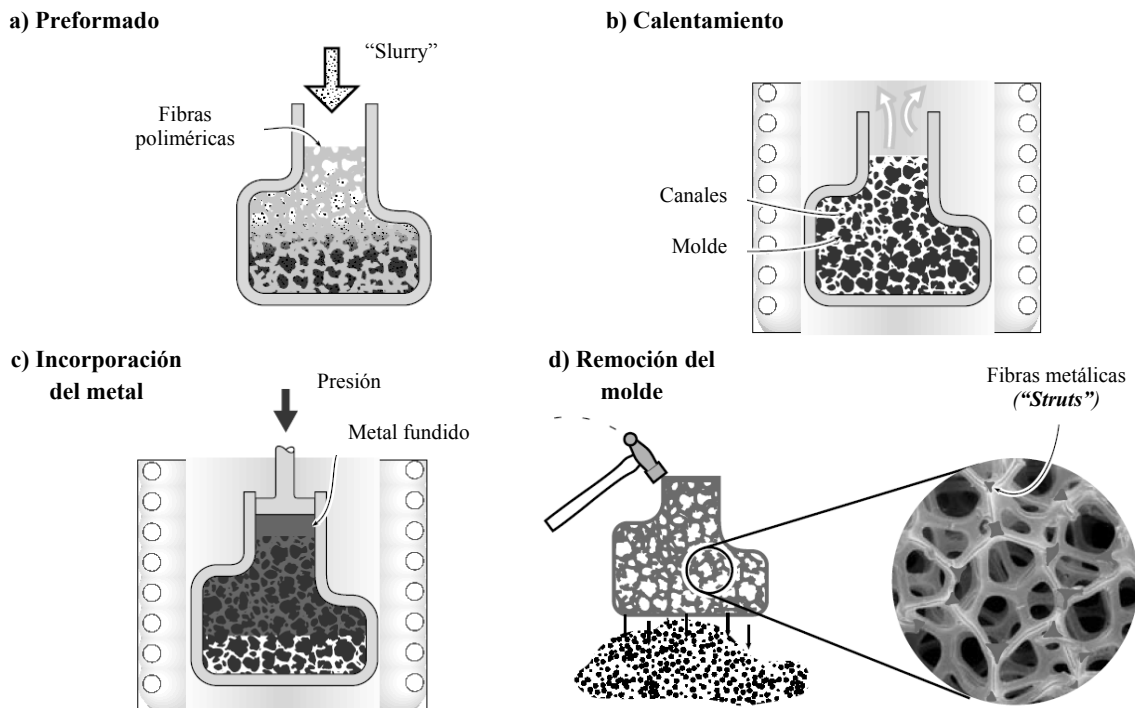 a) Preformado
“Slurry”
Fibras
poliméricas
b) Calentamiento
Canales
Molde
c) Incorporación
del metal
Presión
Metal fundido
d) Remoción del
molde
Fibras metálicas
(“Struts”)